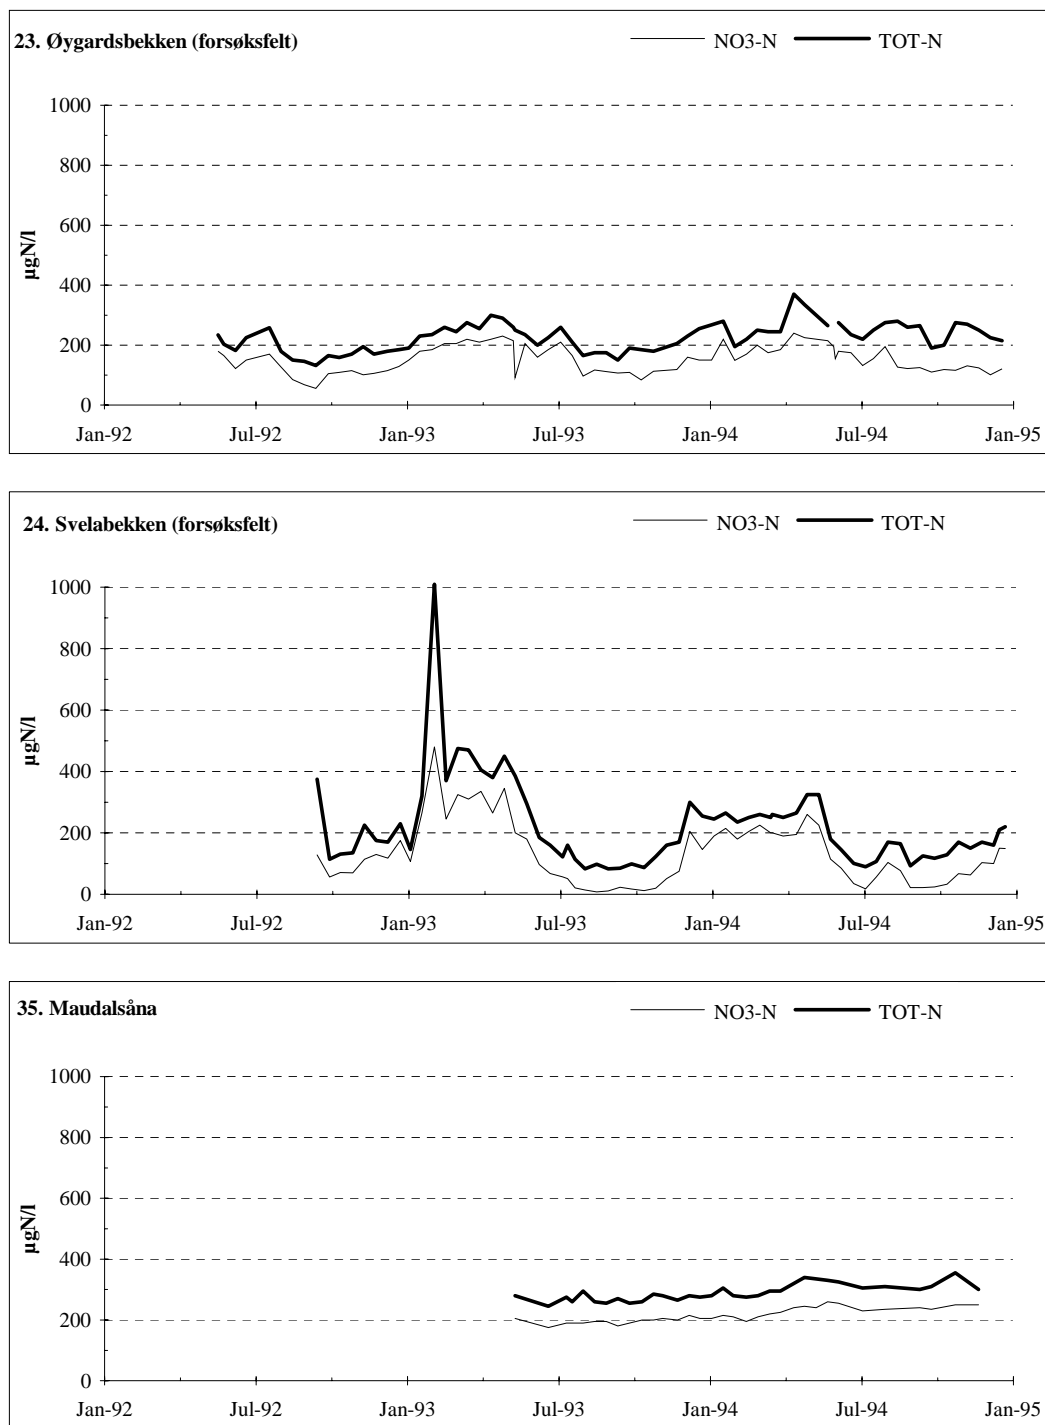 23. Øygardsbekken (forsøksfelt)
NO3-N TOT-N
1000
800
600
400
200
0
µgN/l
Jan-92 Jul-92 Jan-93 Jul-93 Jan-94 Jul-94 Jan-95
24. Svelabekken (forsøksfelt)
NO3-N TOT-N
1000
800
600
400
200
0
µgN/l
Jan-92 Jul-92 Jan-93 Jul-93 Jan-94 Jul-94 Jan-95
35. Maudalsåna
NO3-N TOT-N
1000
800
600
400
200
0
µgN/l
Jan-92 Jul-92 Jan-93 Jul-93 Jan-94 Jul-94 Jan-95